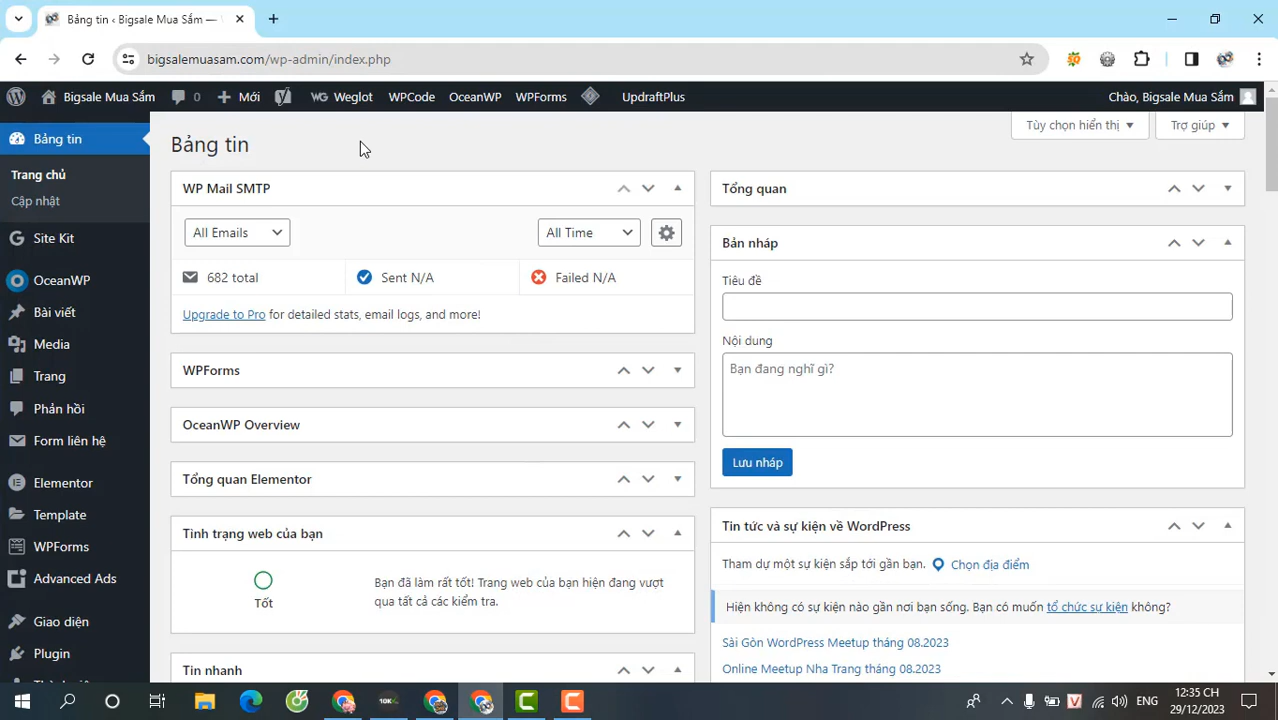 Bảng tin ‹ Bigsale Mua Sắm —
bigsalemuasam.com/wp-admin/index.php
Bigsale Mua Sắm
0
Mới
WG Weglot
WPCode
OceanWP
WPForms
UpdraftPlus
Chào, Bigsale Mua Sắm
Bảng tin
Trang chủ
Cập nhật
Site Kit
OceanWP
Bài viết
Media
Trang
Phản hồi
Form liên hệ
Elementor
Template
WPForms
Advanced Ads
Giao diện
Plugin
Tùy chọn hiển thị
Trợ giúp
Bảng tin
WP Mail SMTP
All Emails
All Time
682 total
Sent N/A
Failed N/A
Upgrade to Pro for detailed stats, email logs, and more!
WPForms
OceanWP Overview
Tổng quan Elementor
Tình trạng web của bạn
Tốt
Bạn đã làm rất tốt! Trang web của bạn hiện đang vượt
qua tất cả các kiểm tra.
Tin nhanh
Tổng quan
Bản nháp
Tiêu đề
Nội dung
Bạn đang nghĩ gì?
Lưu nháp
Tin tức và sự kiện về WordPress
Tham dự một sự kiện sắp tới gần bạn.
Chọn địa điểm
Hiện không có sự kiện nào gần nơi bạn sống. Bạn có muốn tổ chức sự kiện không?
Sài Gòn WordPress Meetup tháng 08.2023
Online Meetup Nha Trang tháng 08.2023
10K
ENG
12:35 CH
29/12/2023